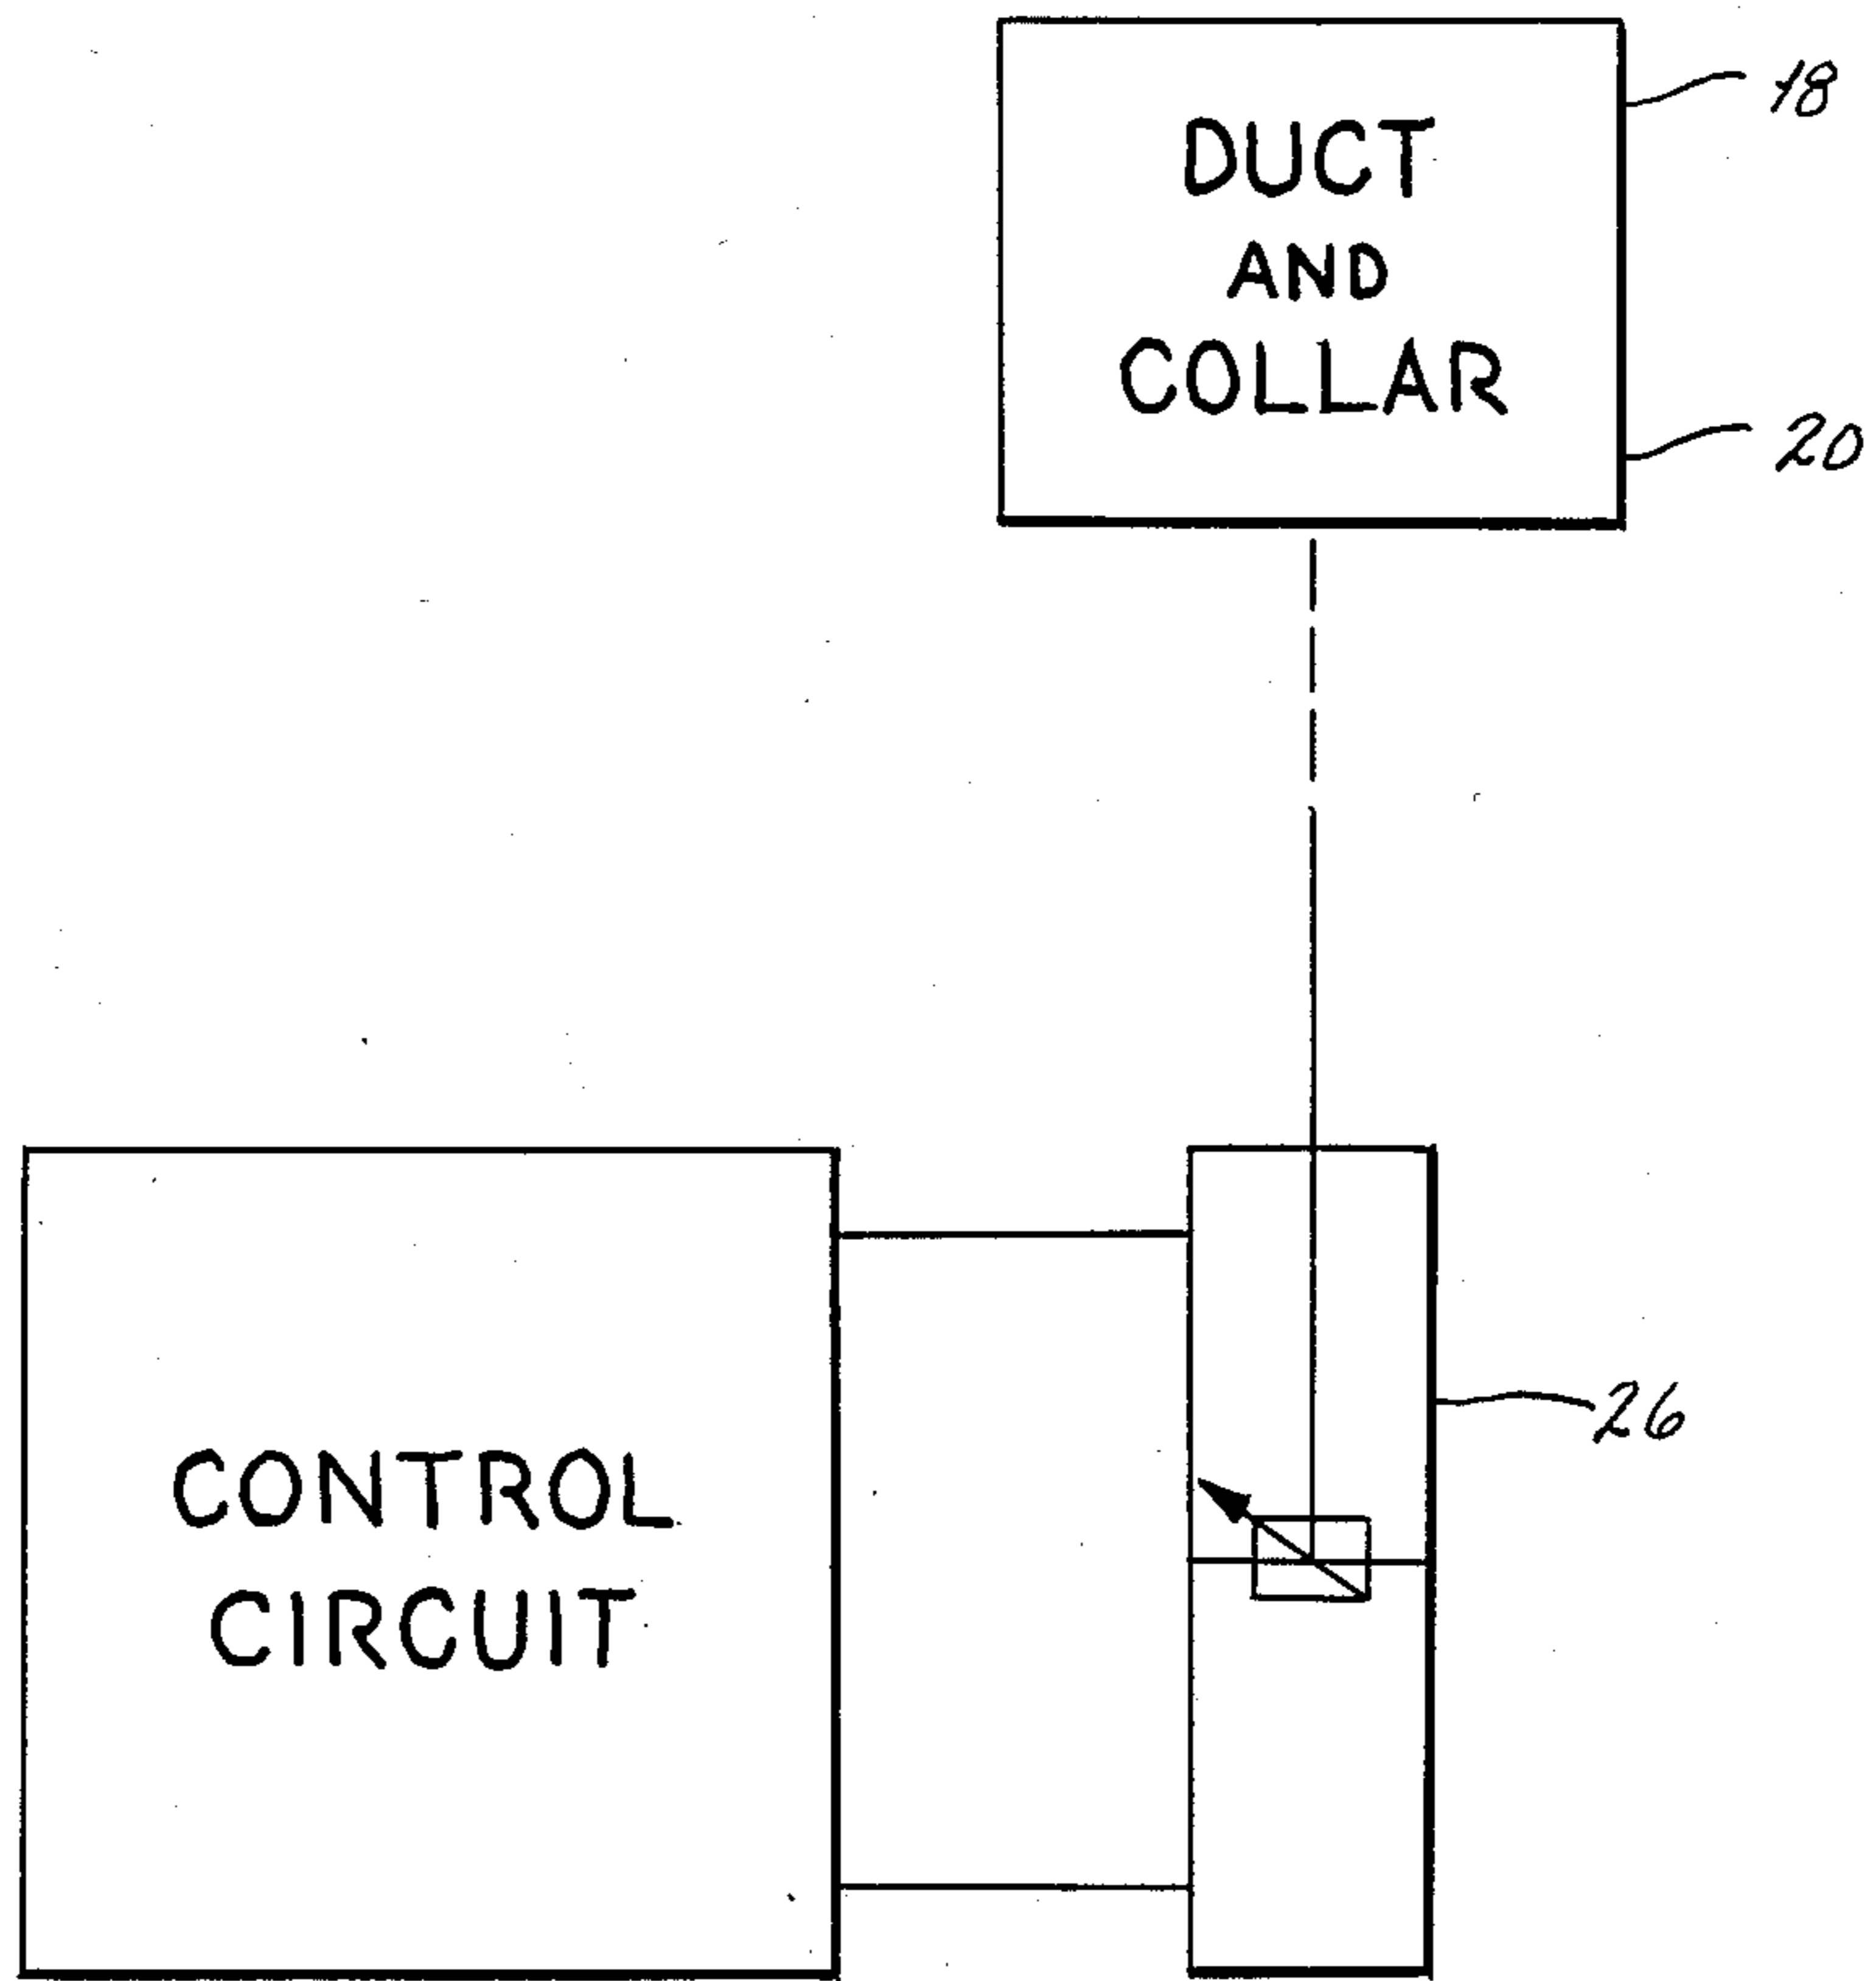 DUCT
AND
COLLAR
18
20
26
CONTROL
CIRCUIT